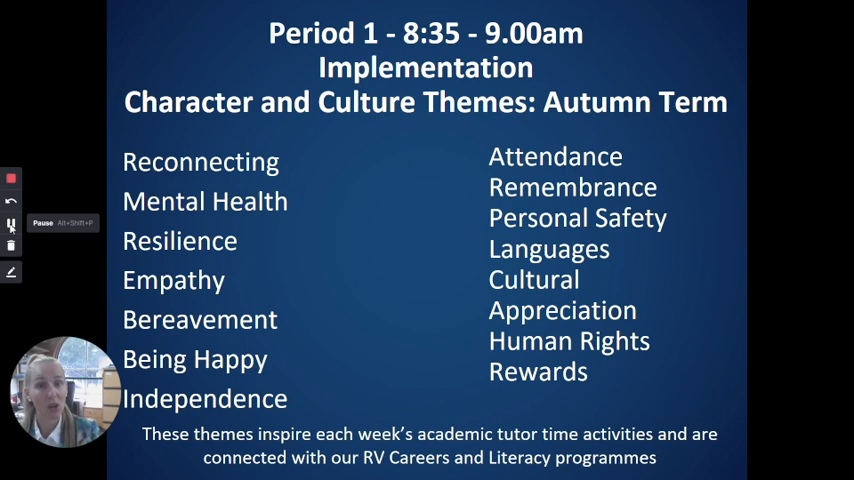 Period 1 - 8:35 - 9.00am
Implementation
Character and Culture Themes: Autumn Term
Reconnecting
Mental Health
Resilience
Empathy
Bereavement
Being Happy
Independence
Attendance
Remembrance
Personal Safety
Languages
Cultural
Appreciation
Human Rights
Rewards
Pause Alt+Shift+P
These themes inspire each week's academic tutor time activities and are
connected with our RV Careers and Literacy programmes